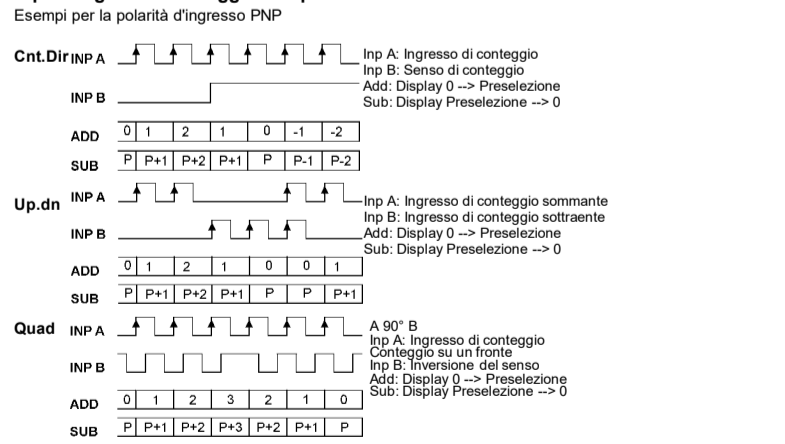 Esempi per la polarità d'ingresso PNP
Cnt.Dir INP A
Inp A: Ingresso di conteggio
Inp B: Senso di conteggio
INP B
Add: Display 0 --> Preselezione
Sub: Display Preselezione --> 0
ADD 0 1 2 1 0 -1 -2
SUB P P+1 P+2 P+1 P P-1 P-2
Up.dn INP A
Inp A: Ingresso di conteggio sommante
Inp B: Ingresso di conteggio sottraente
INP B
Add: Display 0 --> Preselezione
Sub: Display Preselezione --> 0
ADD 0 1 2 1 0 0 1
SUB P P+1 P+2 P+1 P P P+1
Quad INP A
A 90° B
Inp A: Ingresso di conteggio
Conteggio su un fronte
INP B
Inp B: Inversione del senso
Add: Display 0 --> Preselezione
Sub: Display Preselezione --> 0
ADD 0 1 2 3 2 1 0
SUB P P+1 P+2 P+3 P+2 P+1 P